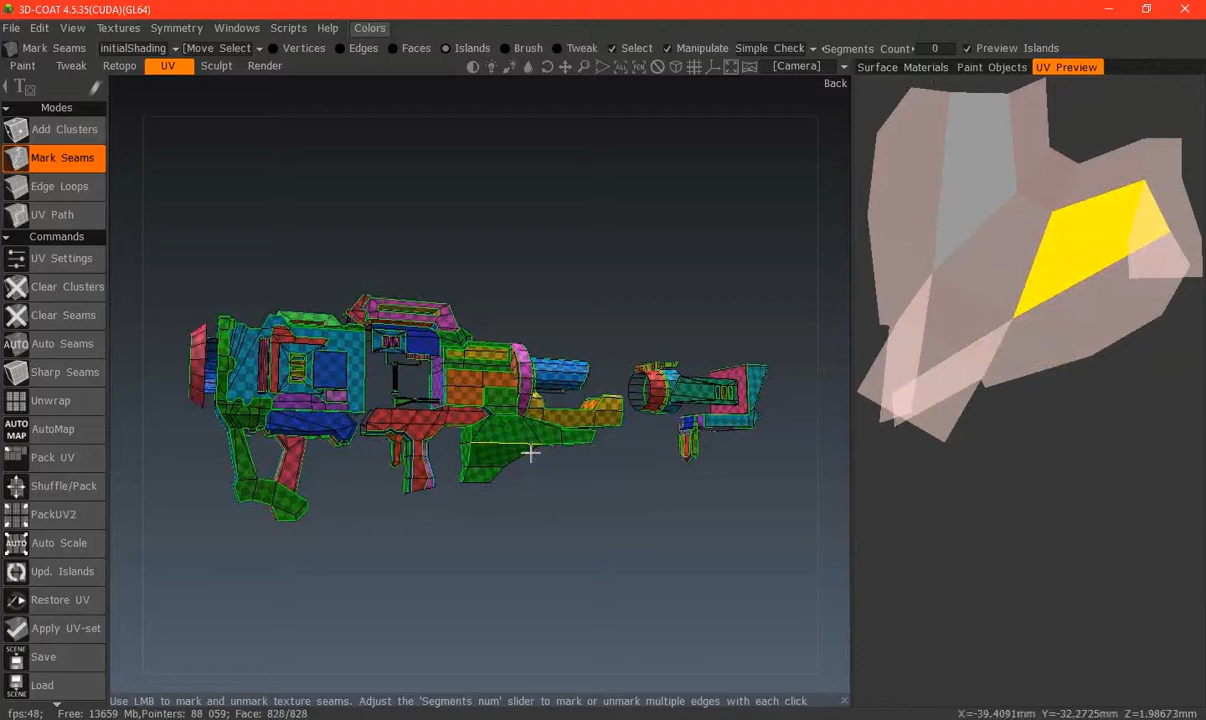 3D-COAT 4.5.35(CUDA)(GL64)
File Edit View Textures Symmetry Windows Scripts Help Colors
Mark Seams initialShading [Move Select] Vertices Edges Faces Islands Brush Tweak Select Manipulate Simple Check Segments Count 0 Preview Islands
Paint Tweak Retopo UV Sculpt Render [Camera] Surface Materials Paint Objects UV Preview
Back
Modes
Add Clusters
Mark Seams
Edge Loops
UV Path
Commands
UV Settings
Clear Clusters
Clear Seams
AUTO Auto Seams
Sharp Seams
Unwrap
AUTO MAP AutoMap
Pack UV
Shuffle/Pack
PackUV2
AUTO Auto Scale
Upd. Islands
Restore UV
Apply UV-set
SCENE Save
SCENE Load
Use LMB to mark and unmark texture seams. Adjust the 'Segments num' slider to mark or unmark multiple edges with each click
fps:48; Free: 13659 Mb,Pointers: 88 059; Face: 828/828 X=-39.4091mm Y=-32.2725mm Z=1.98673mm